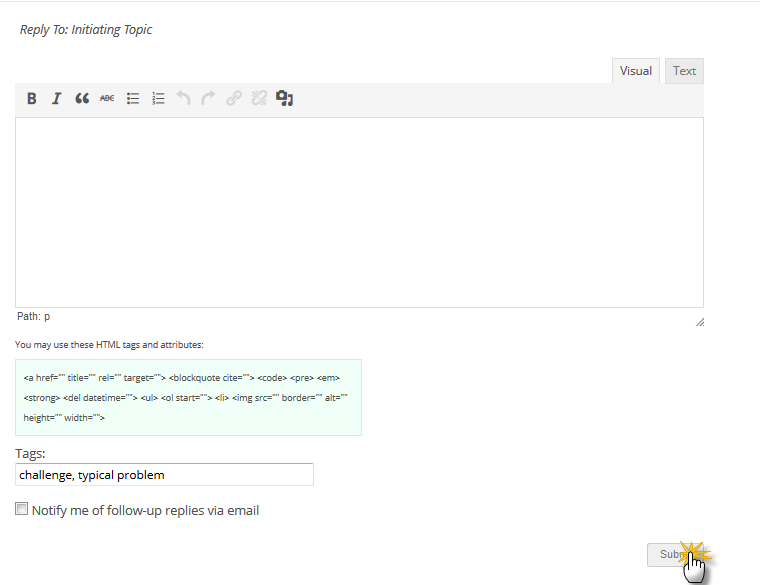 Reply To: Initiating Topic
Visual Text
B I ABC
Path: p
You may use these HTML tags and attributes:
<a href="" title="" rel="" target=""> <blockquote cite=""> <code> <pre> <em>
<strong> <del datetime=""> <ul> <ol start=""> <li> <img src="" border="" alt=""
height="" width="">
Tags:
challenge, typical problem
Notify me of follow-up replies via email